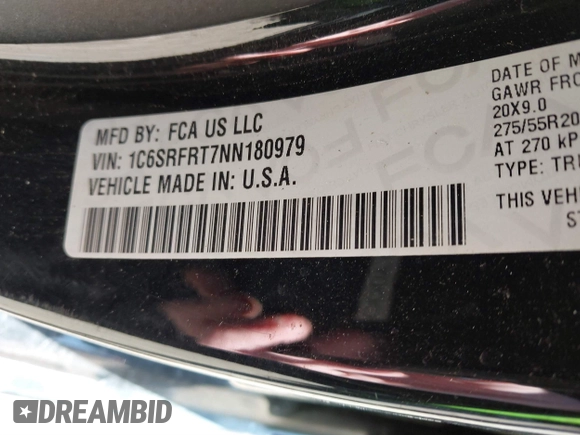 MFD BY: FCA US LLC
VIN: 1C6SRFRT7NN180979
VEHICLE MADE IN: U.S.A.
DATE OF M
GAWR FRO
20X9.0
275/55R20
AT 270 kP
TYPE: TR
THIS VEH
S
DREAMBID